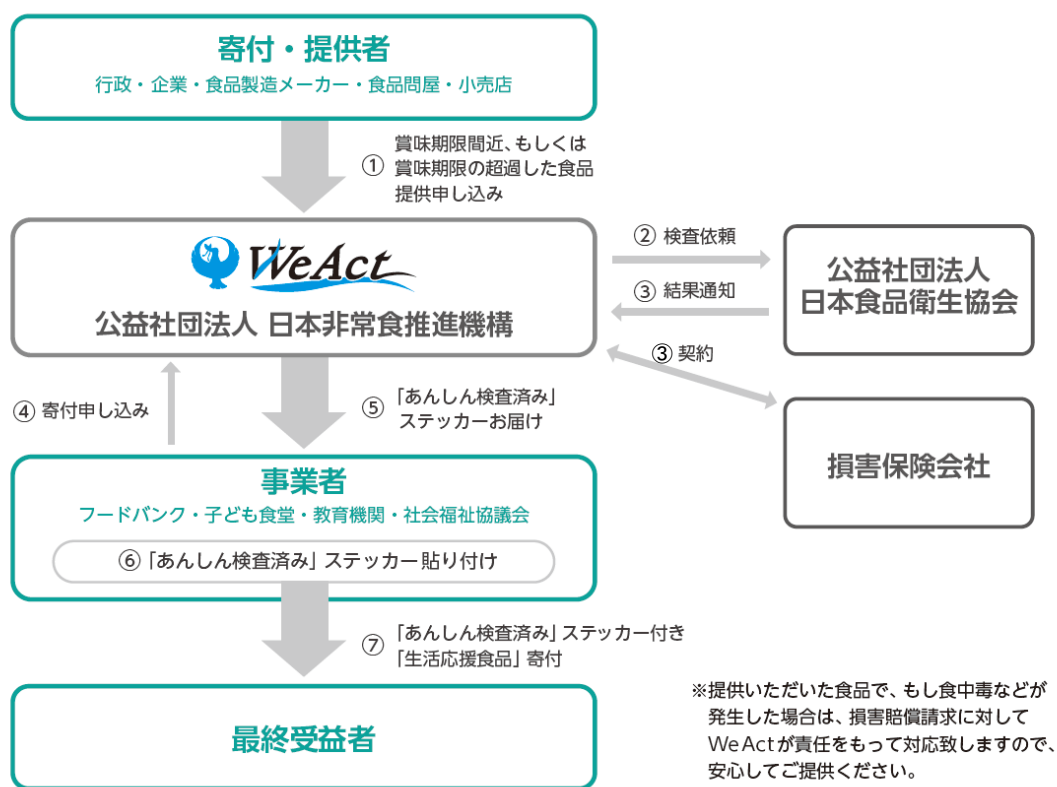 寄付・提供者
行政・企業・食品製造メーカー・食品問屋・小売店
① 賞味期限間近、もしくは
賞味期限の超過した食品
提供申し込み
WeAct
公益社団法人 日本非常食推進機構
② 検査依頼
③ 結果通知
公益社団法人
日本食品衛生協会
③ 契約
損害保険会社
④ 寄付申し込み
⑤「あんしん検査済み」
ステッカーお届け
事業者
フードバンク・子ども食堂・教育機関・社会福祉協議会
⑥「あんしん検査済み」ステッカー貼り付け
⑦「あんしん検査済み」ステッカー付き
「生活応援食品」寄付
最終受益者
※提供いただいた食品で、もし食中毒などが
発生した場合は、損害賠償請求に対して
WeActが責任をもって対応致しますので、
安心してご提供ください。